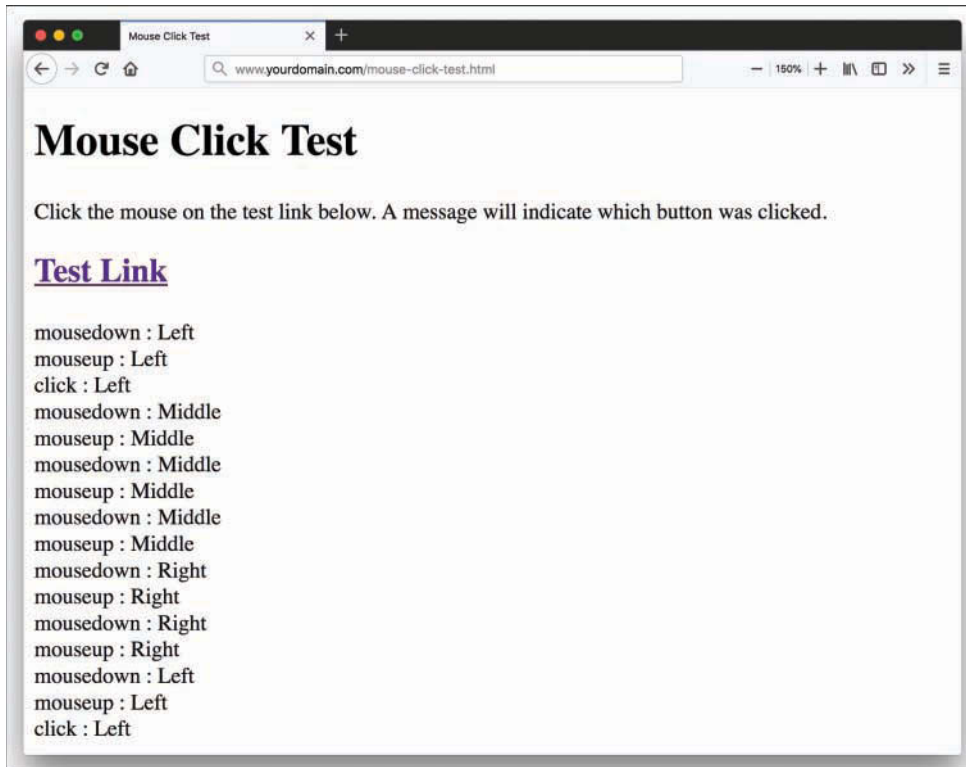 Mouse Click Test
www.yourdomain.com/mouse-click-test.html
150%
Mouse Click Test
Click the mouse on the test link below. A message will indicate which button was clicked.
Test Link
mousedown : Left
mouseup : Left
click : Left
mousedown : Middle
mouseup : Middle
mousedown : Middle
mouseup : Middle
mousedown : Middle
mouseup : Middle
mousedown : Right
mouseup : Right
mousedown : Right
mouseup : Right
mousedown : Left
mouseup : Left
click : Left